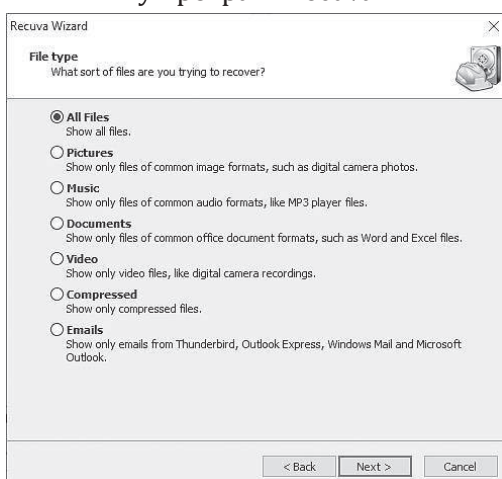 Recuva Wizard
File type
What sort of files are you trying to recover?
All Files
Show all files.
Pictures
Show only files of common image formats, such as digital camera photos.
Music
Show only files of common audio formats, like MP3 player files.
Documents
Show only files of common office document formats, such as Word and Excel files.
Video
Show only video files, like digital camera recordings.
Compressed
Show only compressed files.
Emails
Show only emails from Thunderbird, Outlook Express, Windows Mail and Microsoft
Outlook.
< Back Next > Cancel